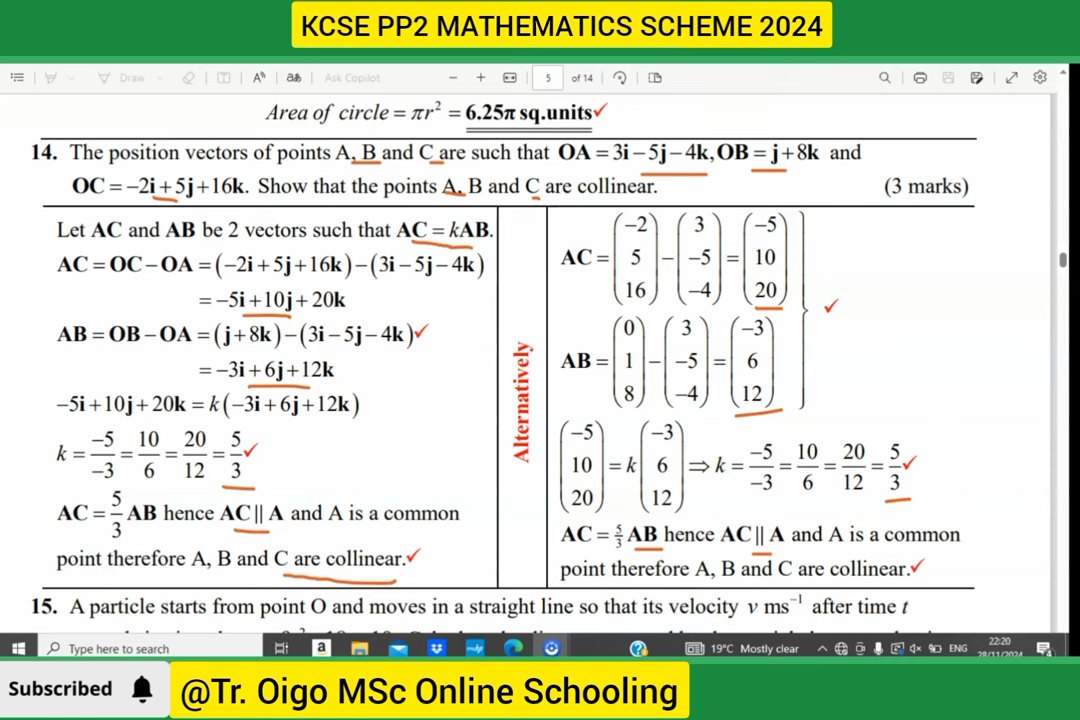 KCSE PP2 MATHEMATICS SCHEME 2024
Draw
Ask Copilot
5 of 14
Area of circle = πr² = 6.25π sq.units✓
14. The position vectors of points A, B and C are such that OA = 3i − 5j − 4k, OB = j + 8k and
OC = −2i + 5j + 16k. Show that the points A, B and C are collinear. (3 marks)
Let AC and AB be 2 vectors such that AC = kAB.
AC = OC − OA = (−2i + 5j + 16k) − (3i − 5j − 4k)
= −5i + 10j + 20k
AB = OB − OA = (j + 8k) − (3i − 5j − 4k)✓
= −3i + 6j + 12k
−5i + 10j + 20k = k(−3i + 6j + 12k)
k = −5/−3 = 10/6 = 20/12 = 5/3✓
AC = 5/3 AB hence AC || A and A is a common
point therefore A, B and C are collinear.✓
Alternatively
AC = (−2 5 16) − (3 −5 −4) = (−5 10 20)
✓
AB = (0 1 8) − (3 −5 −4) = (−3 6 12)
(−5 10 20) = k (−3 6 12) ⇒ k = −5/−3 = 10/6 = 20/12 = 5/3✓
AC = 5/3 AB hence AC || A and A is a common
point therefore A, B and C are collinear.✓
15. A particle starts from point O and moves in a straight line so that its velocity v ms⁻¹ after time t
Type here to search
19°C Mostly clear
ENG
22:20
28/11/2024
Subscribed
@Tr. Oigo MSc Online Schooling